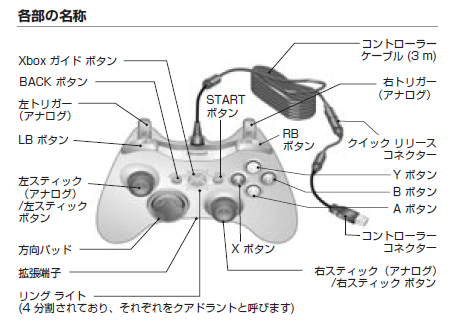 各部の名称
コントローラー
ケーブル (3 m)
Xbox ガイド ボタン
BACK ボタン
左トリガー
（アナログ）
LB ボタン
左スティック
（アナログ）
/左スティック
ボタン
方向パッド
拡張端子
リング ライト
(4 分割されており、それぞれをクアドラントと呼びます)
START
ボタン
RB
ボタン
右トリガー
（アナログ）
クイック リリース
コネクター
Y ボタン
B ボタン
A ボタン
X ボタン
コントローラー
コネクター
右スティック（アナログ）
/右スティック ボタン